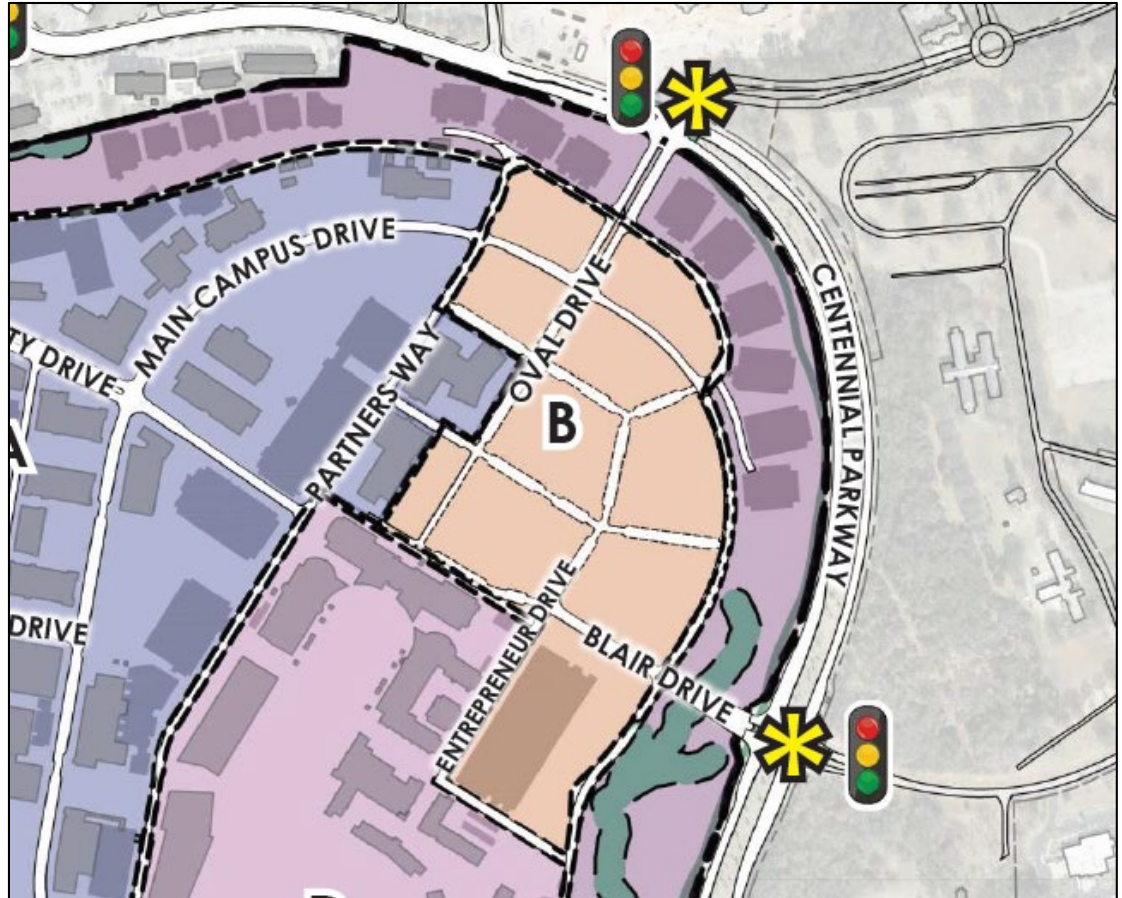 MAIN CAMPUS DRIVE
OVAL DRIVE
CENTENNIAL PARKWAY
TY DRIVE
PARTNERS WAY
B
A
ENTREPRENEUR DRIVE
BLAIR DRIVE
DRIVE